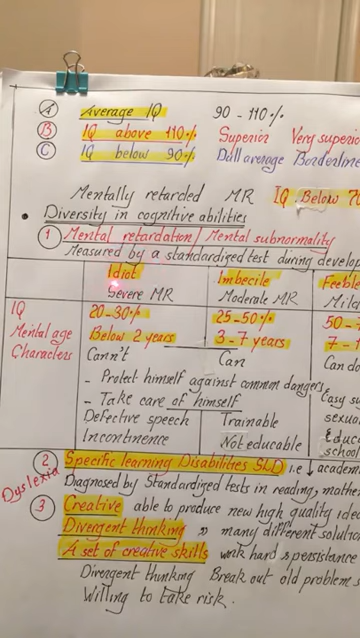 A Average IQ 90 - 110%
B IQ above 110% Superior Very superio
C IQ below 90% Dull average Borderline
Mentally retarded MR IQ Below 70
• Diversity in cognitive abilities
1 Mental retardation / Mental subnormality
Measured by a standardized test during develop
Idiot Imbecile Feeble
Severe MR Moderate MR Mild
IQ 20-30% 25-50% 50 -
Mental age Below 2 years 3-7 years 7 - 1
Characters Cann't Can Can do
- Protect himself against common dangers, Easy su
- Take care of himself sexua
Defective speech Trainable Educ
Incontinence Not educable school
2 Specific learning Disabilities SLD i.e ↓ academ
Dyslexia
Diagnosed by Standardized tests in reading, mathe
3 Creative able to produce new high quality idea
Divergent thinking " many different solution
A set of creative skills work hard & persistance
Divergent thinking Break out old problem s
Willing to take risk.